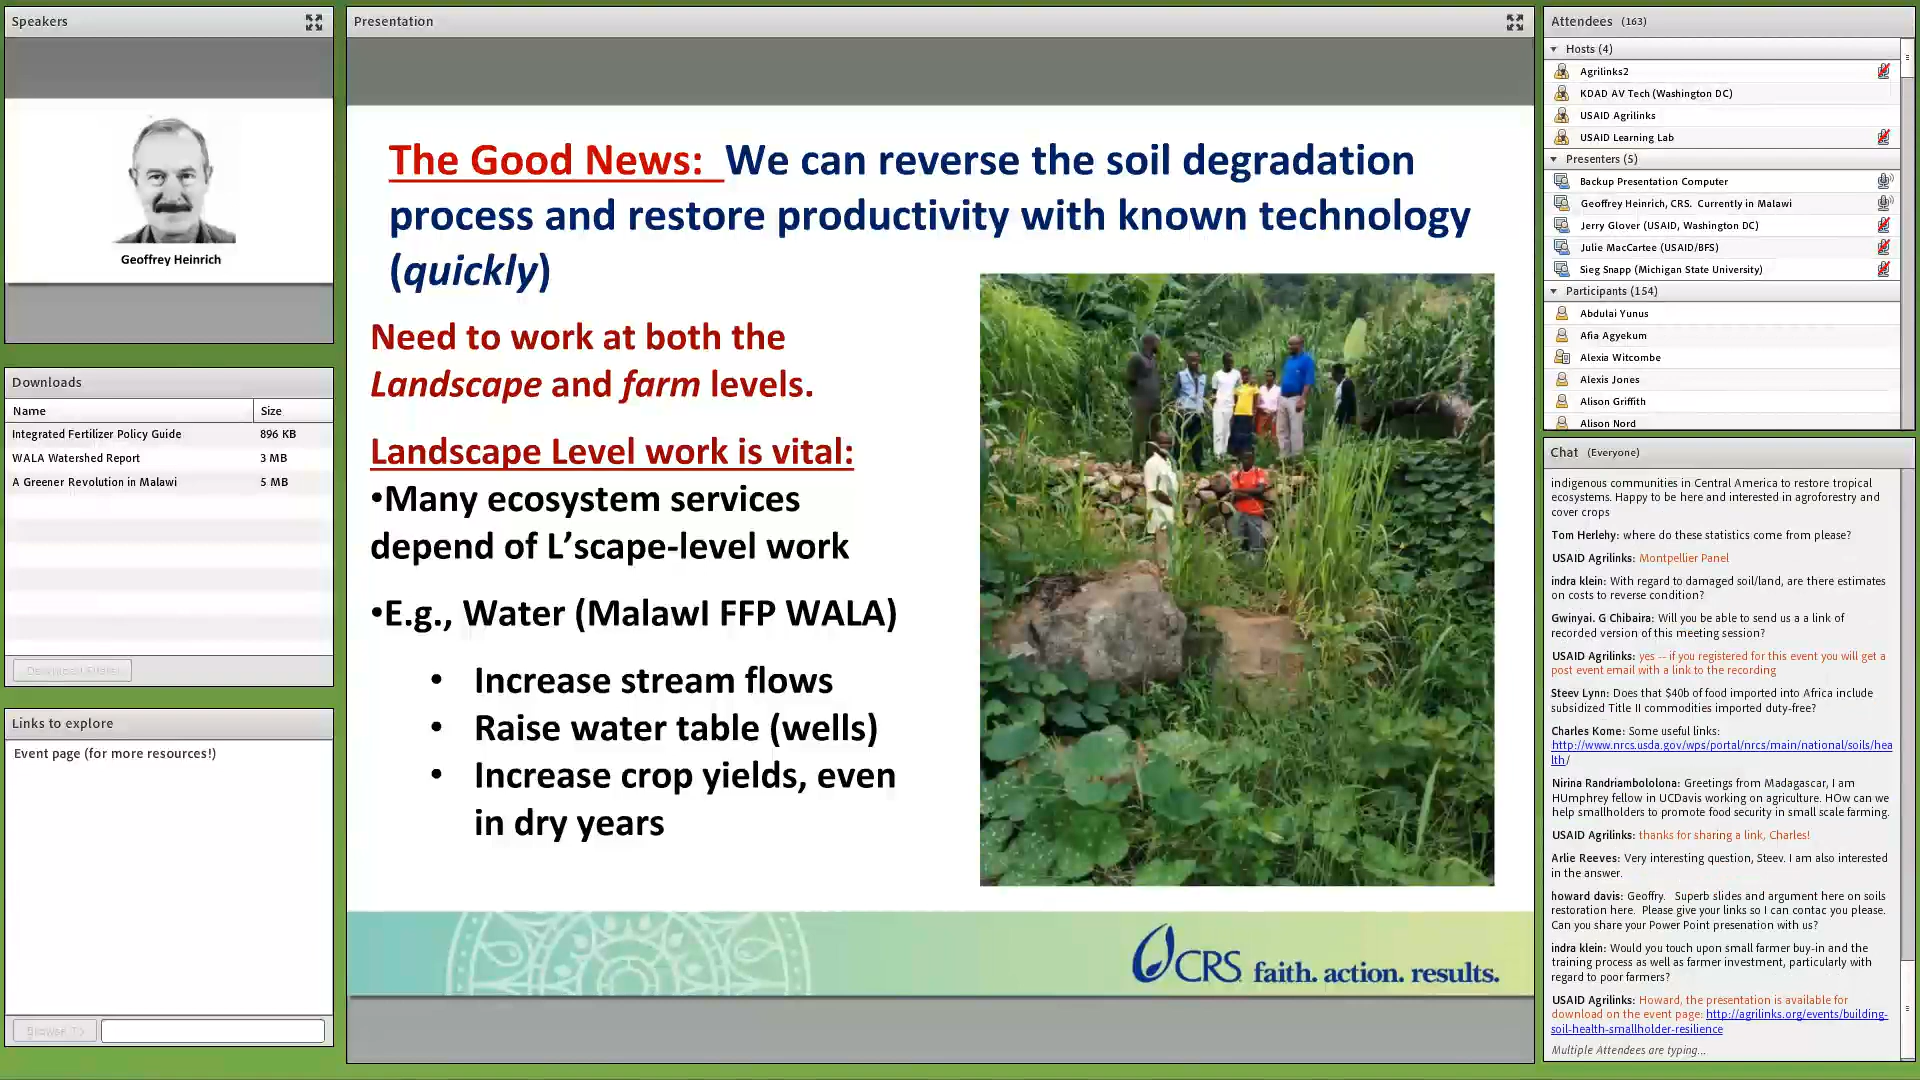 Speakers
Geoffrey Heinrich
Downloads
Name Size
Integrated Fertilizer Policy Guide 896 KB
WALA Watershed Report 3 MB
A Greener Revolution in Malawi 5 MB
Links to explore
Event page (for more resources!)
Browse To
Presentation
The Good News: We can reverse the soil degradation
process and restore productivity with known technology
(quickly)
Need to work at both the
Landscape and farm levels.
Landscape Level work is vital:
•Many ecosystem services
depend of L’scape-level work
•E.g., Water (MalawI FFP WALA)
• Increase stream flows
• Raise water table (wells)
• Increase crop yields, even
in dry years
CRS faith. action. results.
Attendees (163)
Hosts (4)
Agrilinks2
KDAD AV Tech (Washington DC)
USAID Agrilinks
USAID Learning Lab
Presenters (5)
Backup Presentation Computer
Geoffrey Heinrich, CRS. Currently in Malawi
Jerry Glover (USAID, Washington DC)
Julie MacCartee (USAID/BFS)
Sieg Snapp (Michigan State University)
Participants (154)
Abdulai Yunus
Afia Agyekum
Alexia Witcombe
Alexis Jones
Alison Griffith
Alison Nord
Chat (Everyone)
indigenous communities in Central America to restore tropical
ecosystems. Happy to be here and interested in agroforestry and
cover crops
Tom Herlehy: where do these statistics come from please?
USAID Agrilinks: Montpellier Panel
indra klein: With regard to damaged soil/land, are there estimates
on costs to reverse condition?
Gwinyai. G Chibaira: Will you be able to send us a a link of
recorded version of this meeting session?
USAID Agrilinks: yes -- if you registered for this event you will get a
post event email with a link to the recording
Steev Lynn: Does that $40b of food imported into Africa include
subsidized Title II commodities imported duty-free?
Charles Kome: Some useful links:
http://www.nrcs.usda.gov/wps/portal/nrcs/main/national/soils/hea
lth/
Nirina Randriambololona: Greetings from Madagascar, I am
HUmphrey fellow in UCDavis working on agriculture. HOw can we
help smallholders to promote food security in small scale farming.
USAID Agrilinks: thanks for sharing a link, Charles!
Arlie Reeves: Very interesting question, Steev. I am also interested
in the answer.
howard davis: Geoffry. Superb slides and argument here on soils
restoration here. Please give your links so I can contac you please.
Can you share your Power Point presenation with us?
indra klein: Would you touch upon small farmer buy-in and the
training process as well as farmer investment, particularly with
regard to poor farmers?
USAID Agrilinks: Howard, the presentation is available for
download on the event page: http://agrilinks.org/events/building-
soil-health-smallholder-resilience
Multiple Attendees are typing...